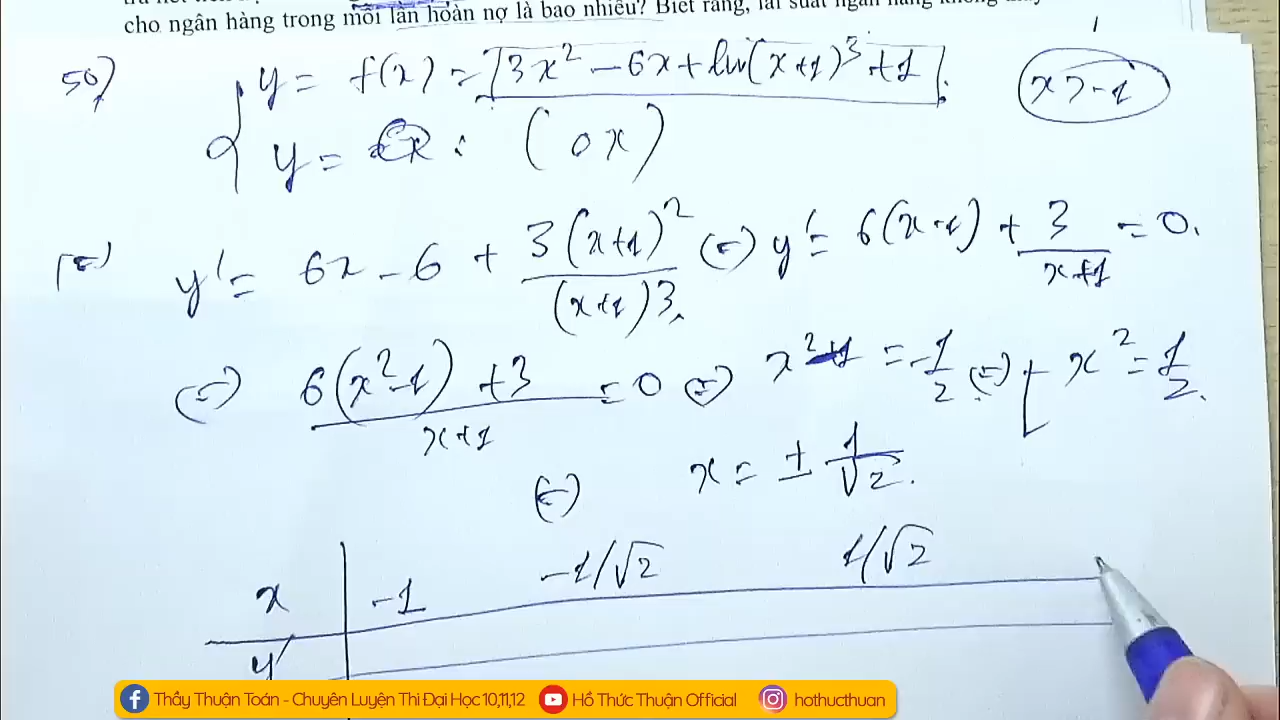 cho ngân hàng trong mỗi lần hoàn nợ là bao nhiêu? Biết rằng, lãi suất ngân hàng không
50) y = f(x) = 3x² - 6x + ln(x+1)³ + 1 x > -1
y = (ox)
y' = 6x - 6 + 3(x+1)²/(x+1)³ (=) y' = 6(x-1) + 3/(x+1) = 0.
(=) (6(x²-1) + 3)/(x+1) = 0 (=) x² = -1/2 (=) [ x² = 1/2.
(=) x = ± 1/√2.
x -1 -1/√2 1/√2
y'
Thầy Thuận Toán - Chuyên Luyện Thi Đại Học 10,11,12 Hồ Thức Thuận Official hothucthuan